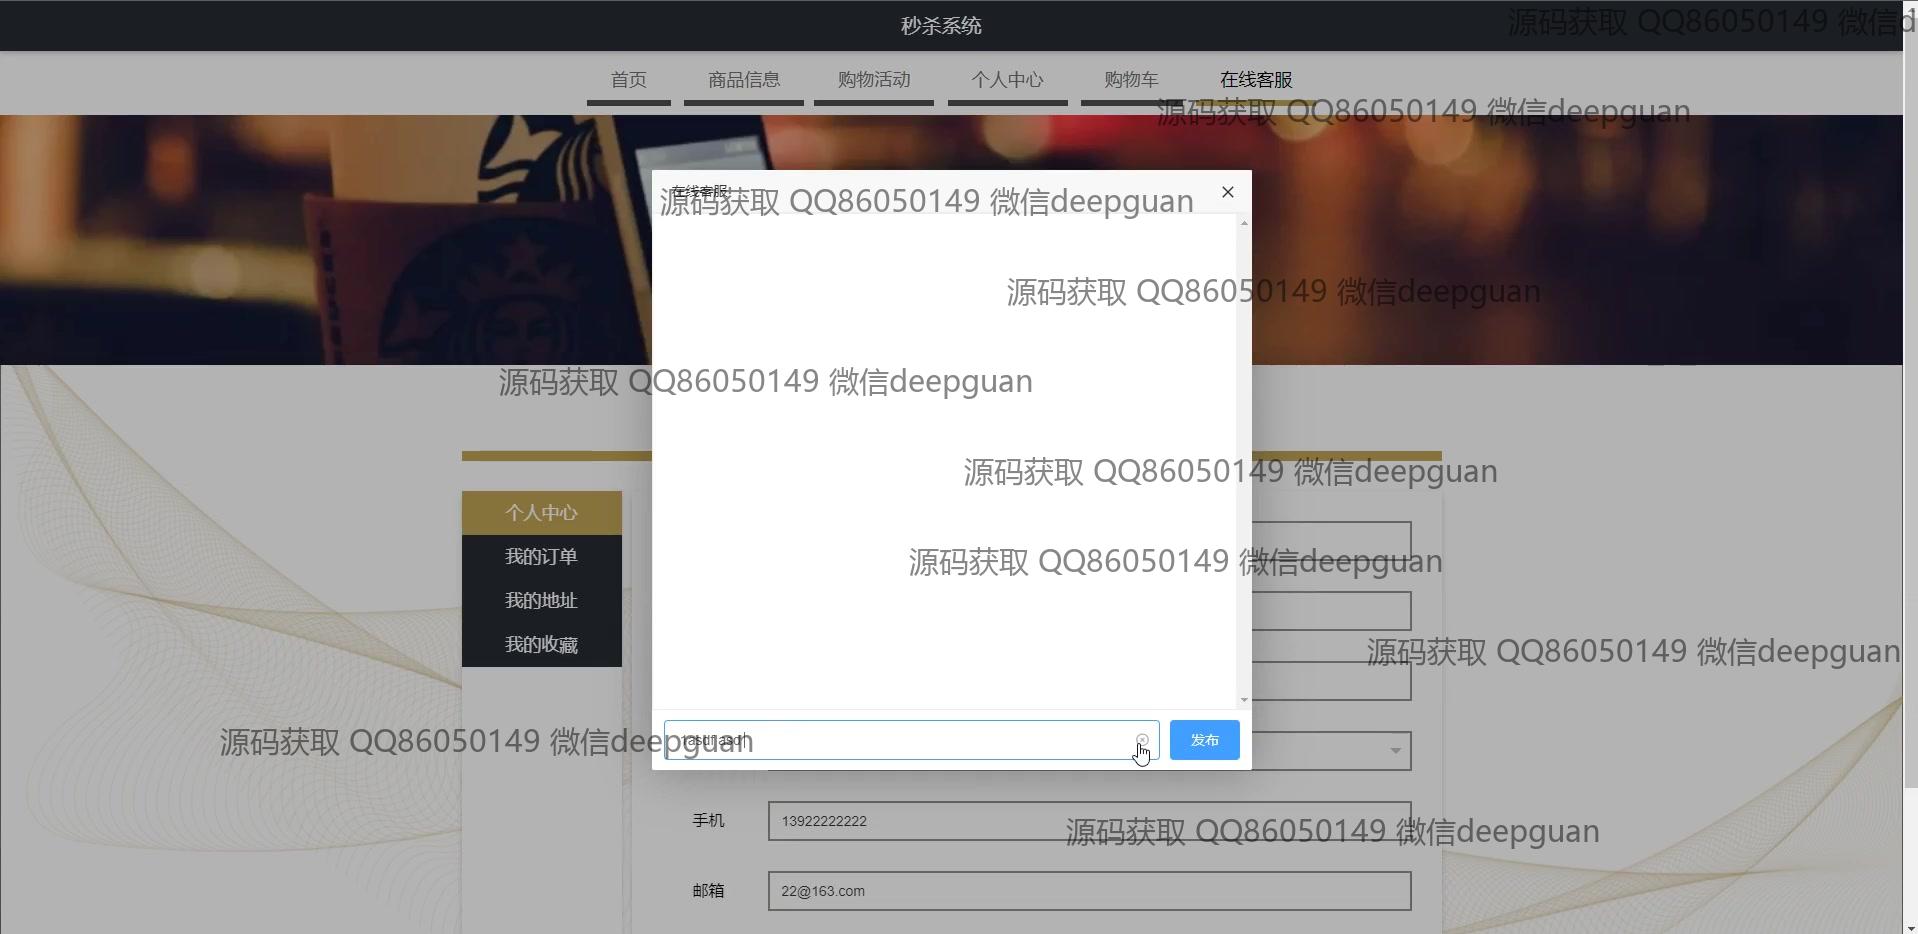 秒杀系统
源码获取 QQ86050149 微信d
首页 商品信息 购物活动 个人中心 购物车 在线客服
源码获取 QQ86050149 微信deepguan
在线客服
源码获取 QQ86050149 微信deepguan
源码获取 QQ86050149 微信deepguan
源码获取 QQ86050149 微信deepguan
源码获取 QQ86050149 微信deepguan
个人中心
我的订单
源码获取 QQ86050149 微信deepguan
我的地址
我的收藏
源码获取 QQ86050149 微信deepguan
源码获取 QQ86050149 微信deepguan
发布
手机 13922222222
源码获取 QQ86050149 微信deepguan
邮箱 22@163.com